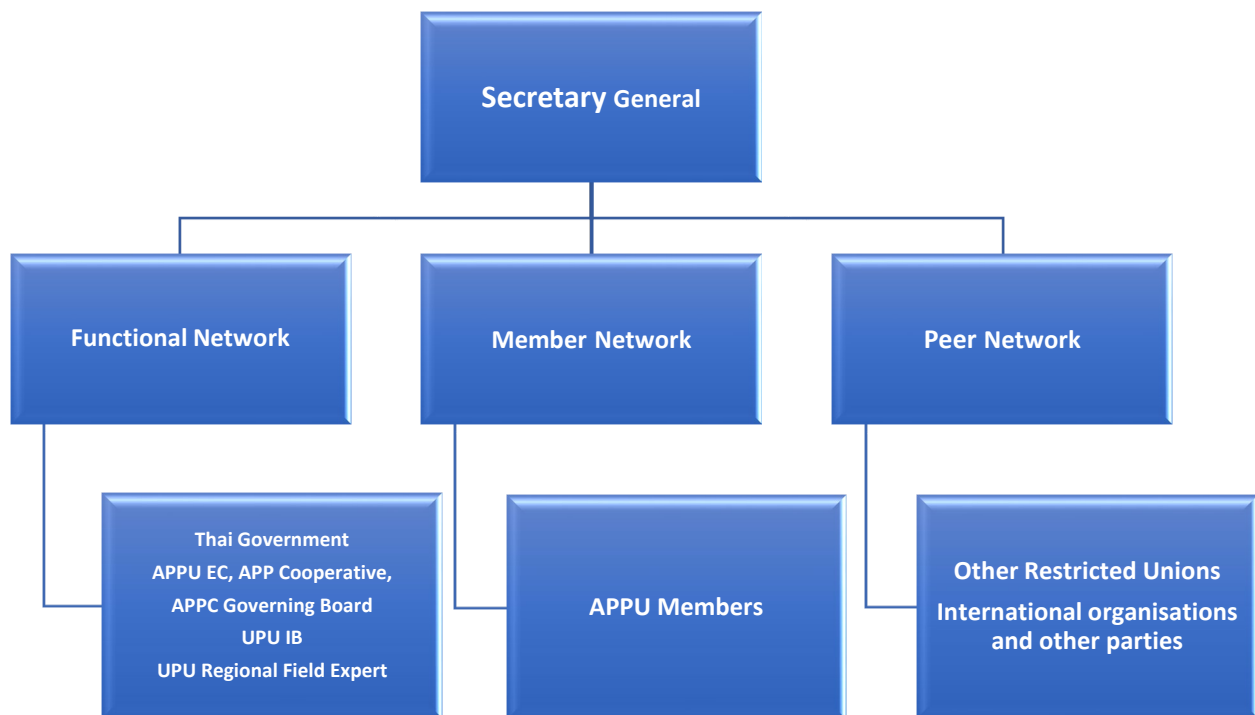 Secretary General
Functional Network
Member Network
Peer Network
Thai Government
APPU EC, APP Cooperative,
APPC Governing Board
UPU IB
UPU Regional Field Expert
APPU Members
Other Restricted Unions
International organisations
and other parties